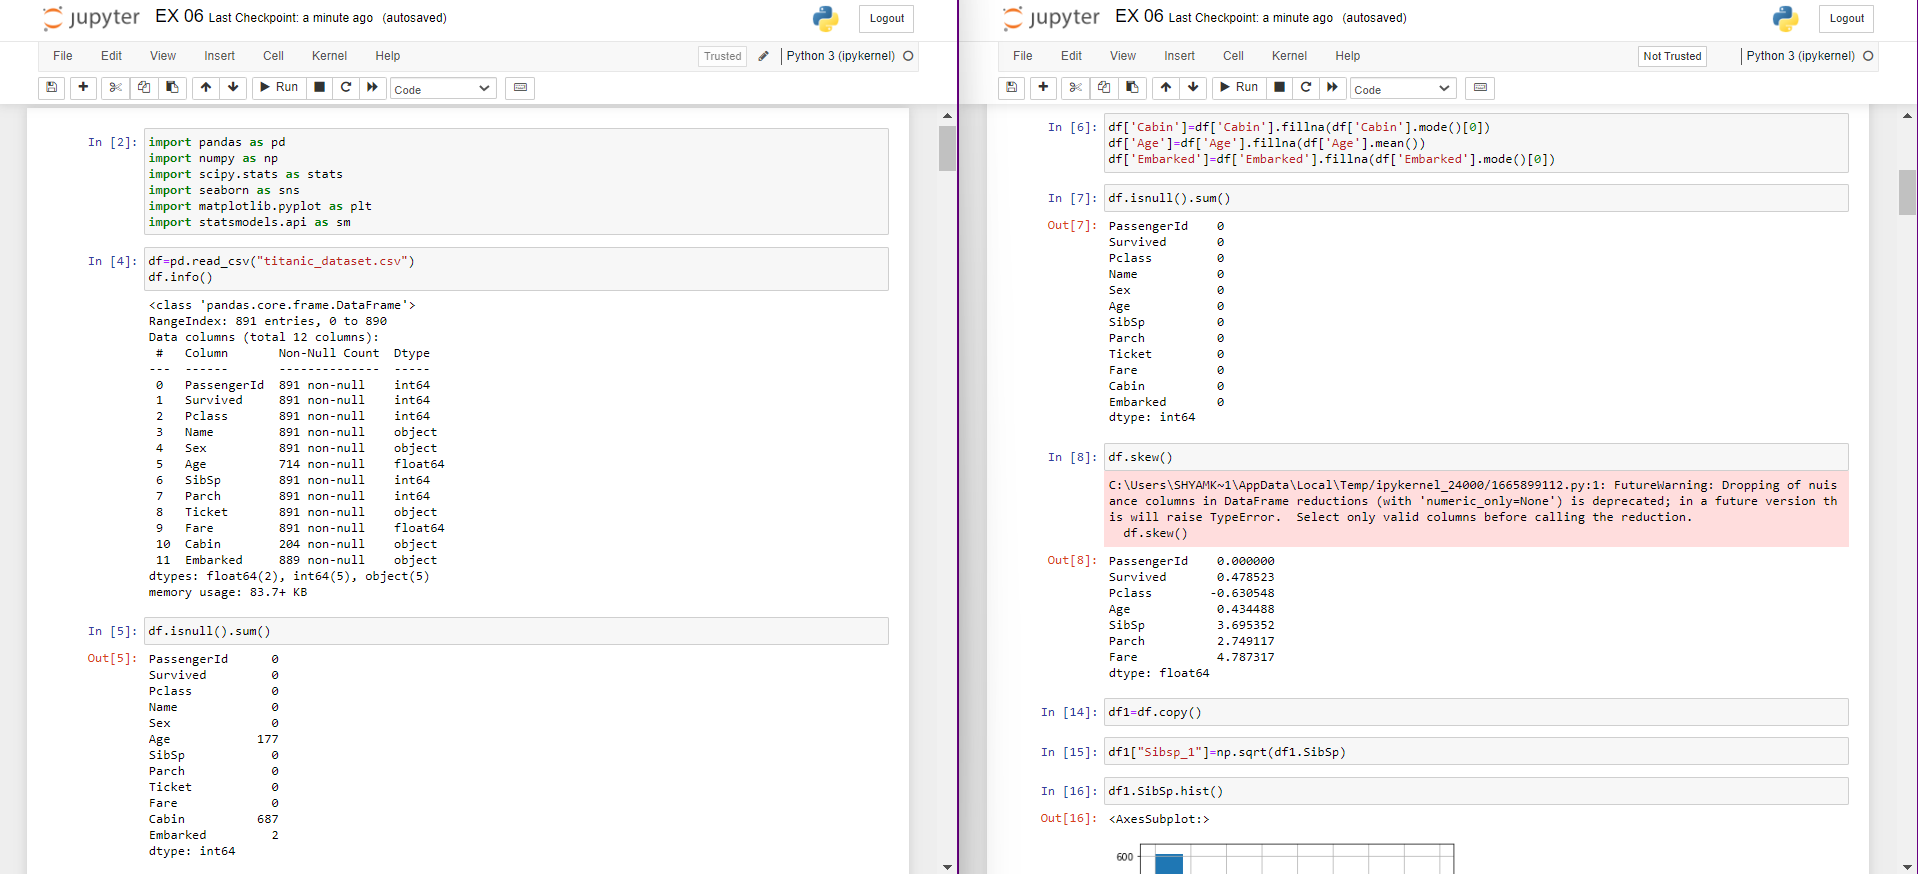 jupyter EX 06 Last Checkpoint: a minute ago (autosaved)
Logout
File Edit View Insert Cell Kernel Help
Trusted
Python 3 (ipykernel)
Run
Code
In [2]:
import pandas as pd
import numpy as np
import scipy.stats as stats
import seaborn as sns
import matplotlib.pyplot as plt
import statsmodels.api as sm
In [4]:
df=pd.read_csv("titanic_dataset.csv")
df.info()
<class 'pandas.core.frame.DataFrame'>
RangeIndex: 891 entries, 0 to 890
Data columns (total 12 columns):
 #   Column       Non-Null Count  Dtype
---  ------       --------------  -----
 0   PassengerId  891 non-null    int64
 1   Survived     891 non-null    int64
 2   Pclass       891 non-null    int64
 3   Name         891 non-null    object
 4   Sex          891 non-null    object
 5   Age          714 non-null    float64
 6   SibSp        891 non-null    int64
 7   Parch        891 non-null    int64
 8   Ticket       891 non-null    object
 9   Fare         891 non-null    float64
 10  Cabin        204 non-null    object
 11  Embarked     889 non-null    object
dtypes: float64(2), int64(5), object(5)
memory usage: 83.7+ KB
In [5]:
df.isnull().sum()
Out[5]:
PassengerId      0
Survived         0
Pclass           0
Name             0
Sex              0
Age            177
SibSp            0
Parch            0
Ticket           0
Fare             0
Cabin          687
Embarked         2
dtype: int64
jupyter EX 06 Last Checkpoint: a minute ago (autosaved)
Logout
File Edit View Insert Cell Kernel Help
Not Trusted
Python 3 (ipykernel)
Run
Code
In [6]:
df['Cabin']=df['Cabin'].fillna(df['Cabin'].mode()[0])
df['Age']=df['Age'].fillna(df['Age'].mean())
df['Embarked']=df['Embarked'].fillna(df['Embarked'].mode()[0])
In [7]:
df.isnull().sum()
Out[7]:
PassengerId    0
Survived       0
Pclass         0
Name           0
Sex            0
Age            0
SibSp          0
Parch          0
Ticket         0
Fare           0
Cabin          0
Embarked       0
dtype: int64
In [8]:
df.skew()
C:\Users\SHYAMK~1\AppData\Local\Temp/ipykernel_24000/1665899112.py:1: FutureWarning: Dropping of nuis
ance columns in DataFrame reductions (with 'numeric_only=None') is deprecated; in a future version th
is will raise TypeError.  Select only valid columns before calling the reduction.
  df.skew()
Out[8]:
PassengerId    0.000000
Survived       0.478523
Pclass        -0.630548
Age            0.434488
SibSp          3.695352
Parch          2.749117
Fare           4.787317
dtype: float64
In [14]:
df1=df.copy()
In [15]:
df1["Sibsp_1"]=np.sqrt(df1.SibSp)
In [16]:
df1.SibSp.hist()
Out[16]:
<AxesSubplot:>
600